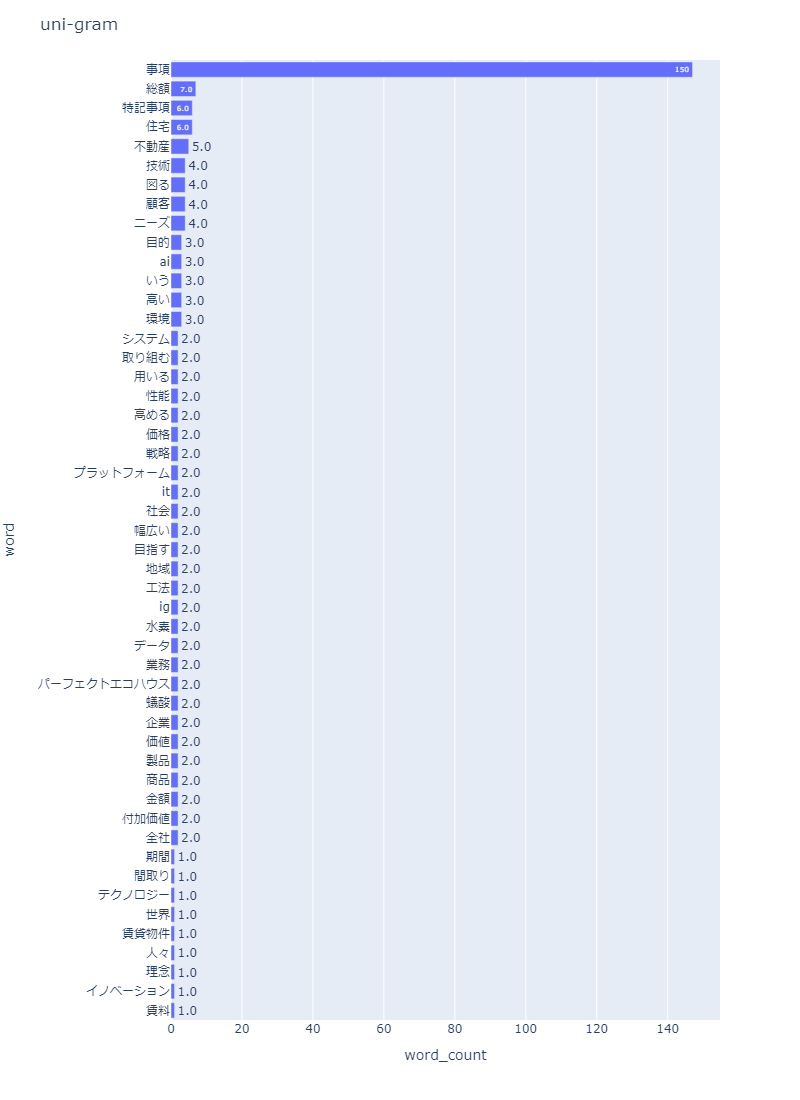 uni-gram
事項 150
総額 7.0
特記事項 6.0
住宅 6.0
不動産 5.0
技術 4.0
図る 4.0
顧客 4.0
ニーズ 4.0
目的 3.0
ai 3.0
いう 3.0
高い 3.0
環境 3.0
システム 2.0
取り組む 2.0
用いる 2.0
性能 2.0
高める 2.0
価格 2.0
戦略 2.0
プラットフォーム 2.0
it 2.0
社会 2.0
幅広い 2.0
目指す 2.0
地域 2.0
工法 2.0
ig 2.0
水素 2.0
データ 2.0
業務 2.0
パーフェクトエコハウス 2.0
蟻酸 2.0
企業 2.0
価値 2.0
製品 2.0
商品 2.0
金額 2.0
付加価値 2.0
全社 2.0
期間 1.0
間取り 1.0
テクノロジー 1.0
世界 1.0
賃貸物件 1.0
人々 1.0
理念 1.0
イノベーション 1.0
賃料 1.0
0 20 40 60 80 100 120 140
word_count
word